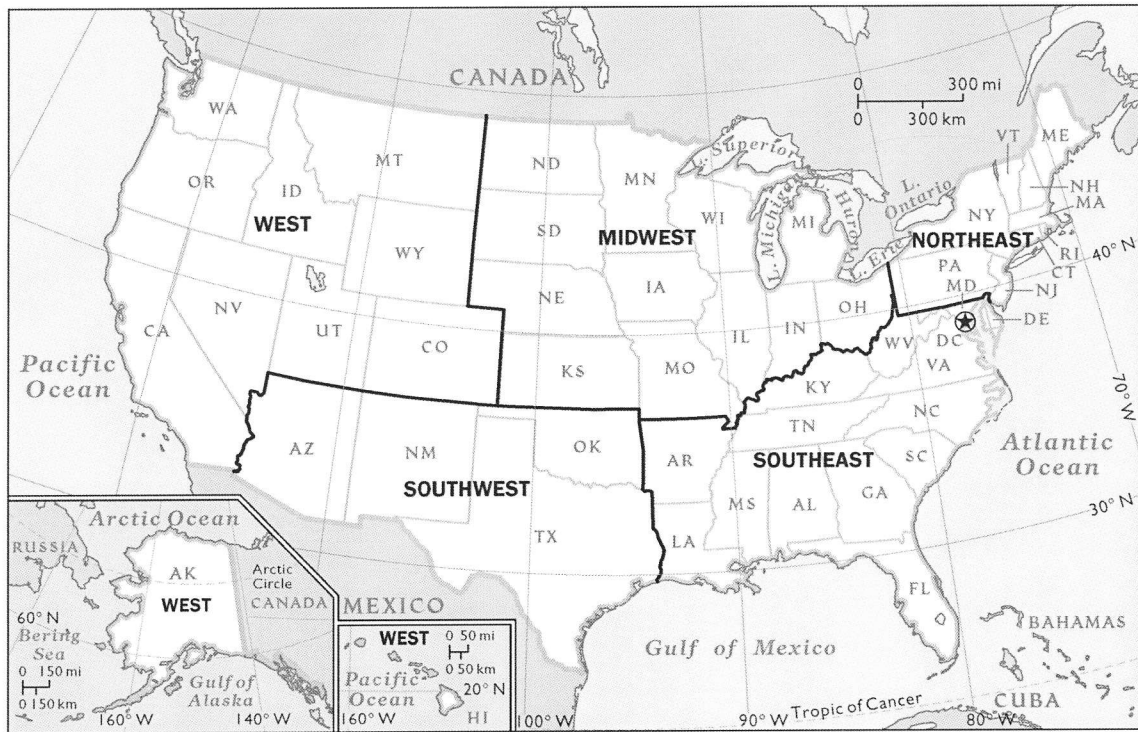 CANADA
0 300 mi
0 300 km
WA
OR
ID
MT
WEST
WY
NV
CA
UT
CO
Pacific
Ocean
ND
SD
NE
KS
MN
WI
MIDWEST
IA
MO
IL
IN
MI
OH
L. Superior
L. Michigan
L. Huron
L. Erie
L. Ontario
VT
ME
NH
MA
NY
NORTHEAST
RI
CT
PA
NJ
MD
DE
DC
40° N
70° W
WV
VA
KY
NC
TN
SC
AR
SOUTHEAST
MS
AL
GA
LA
FL
Atlantic
Ocean
30° N
AZ
NM
OK
SOUTHWEST
TX
MEXICO
Gulf of Mexico
BAHAMAS
CUBA
Tropic of Cancer
100° W
90° W
80° W
Arctic Ocean
RUSSIA
AK
WEST
Arctic
Circle
CANADA
60° N
Bering
Sea
0 150 mi
0 150 km
Gulf of
Alaska
160° W
140° W
WEST
0 50 mi
0 50 km
Pacific
Ocean
20° N
160° W
HI